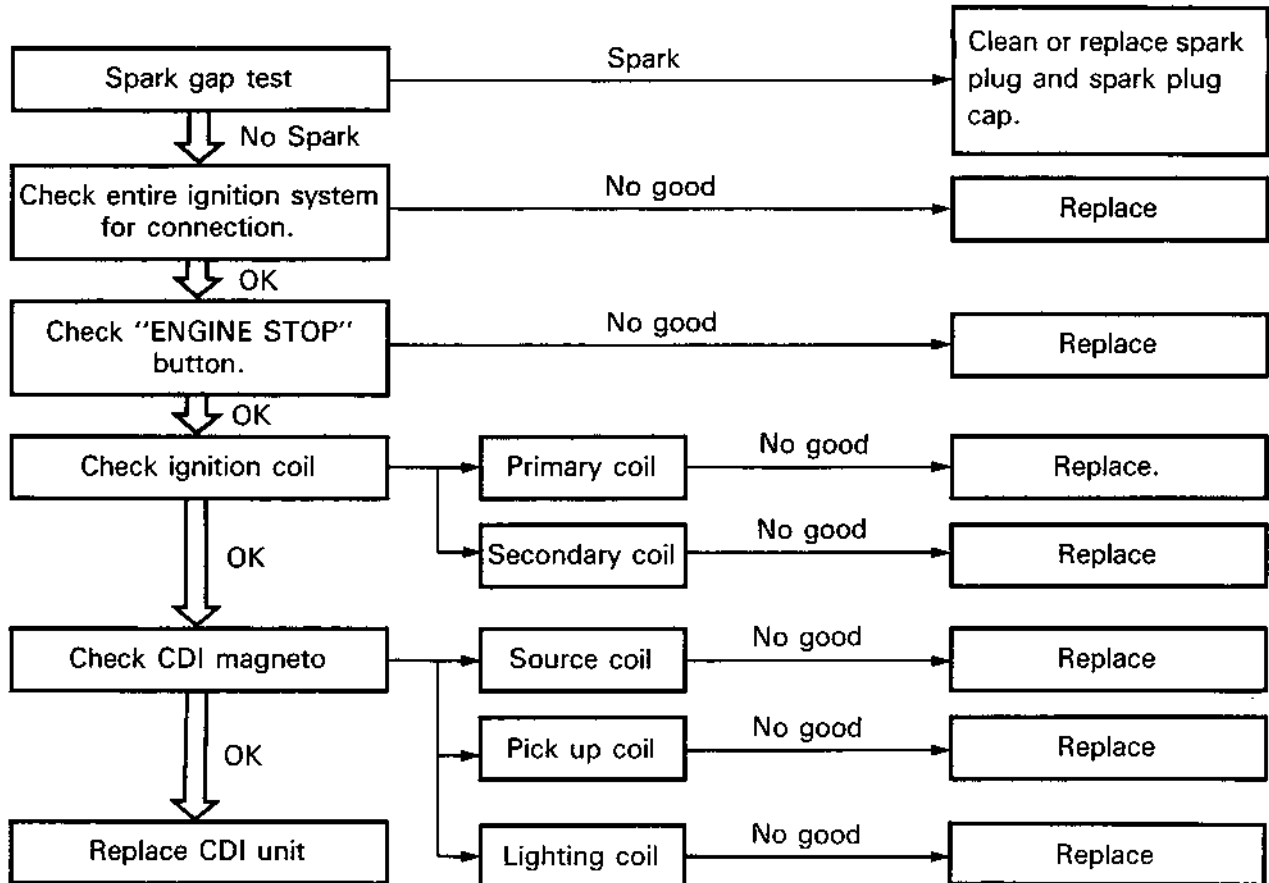 Spark gap test
Spark
Clean or replace spark
plug and spark plug
cap.
No Spark
Check entire ignition system
for connection.
No good
Replace
OK
Check “ENGINE STOP”
button.
No good
Replace
OK
Check ignition coil
Primary coil
No good
Replace.
Secondary coil
No good
Replace
OK
Check CDI magneto
Source coil
No good
Replace
Pick up coil
No good
Replace
OK
Replace CDI unit
Lighting coil
No good
Replace